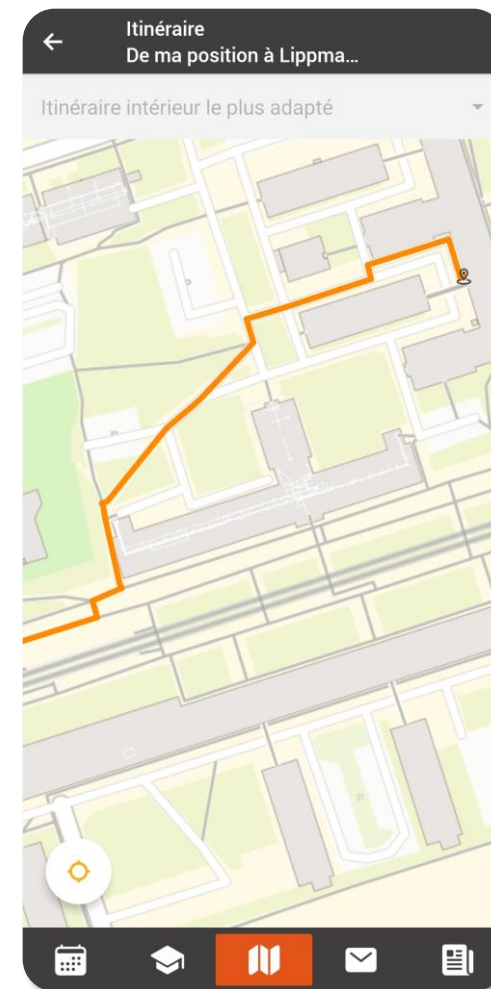 Itinéraire
De ma position à Lippma...
Itinéraire intérieur le plus adapté